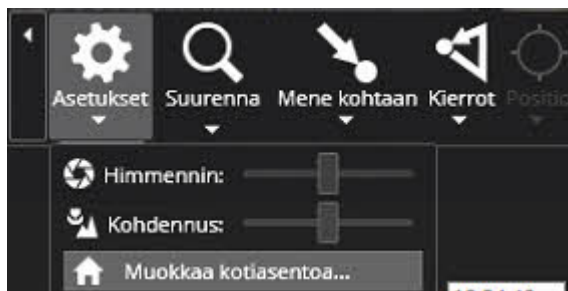 Asetukset Suurenna Mene kohtaan Kierrot
Himmennin:
Kohdennus:
Muokkaa kotiasentoa...